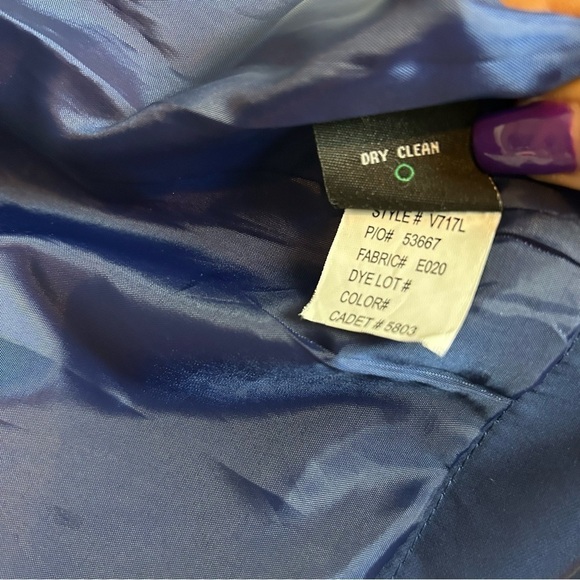 DRY CLEAN
STYLE # V717L
P/O# 53667
FABRIC# E020
DYE LOT #
COLOR#
CADET # 5803